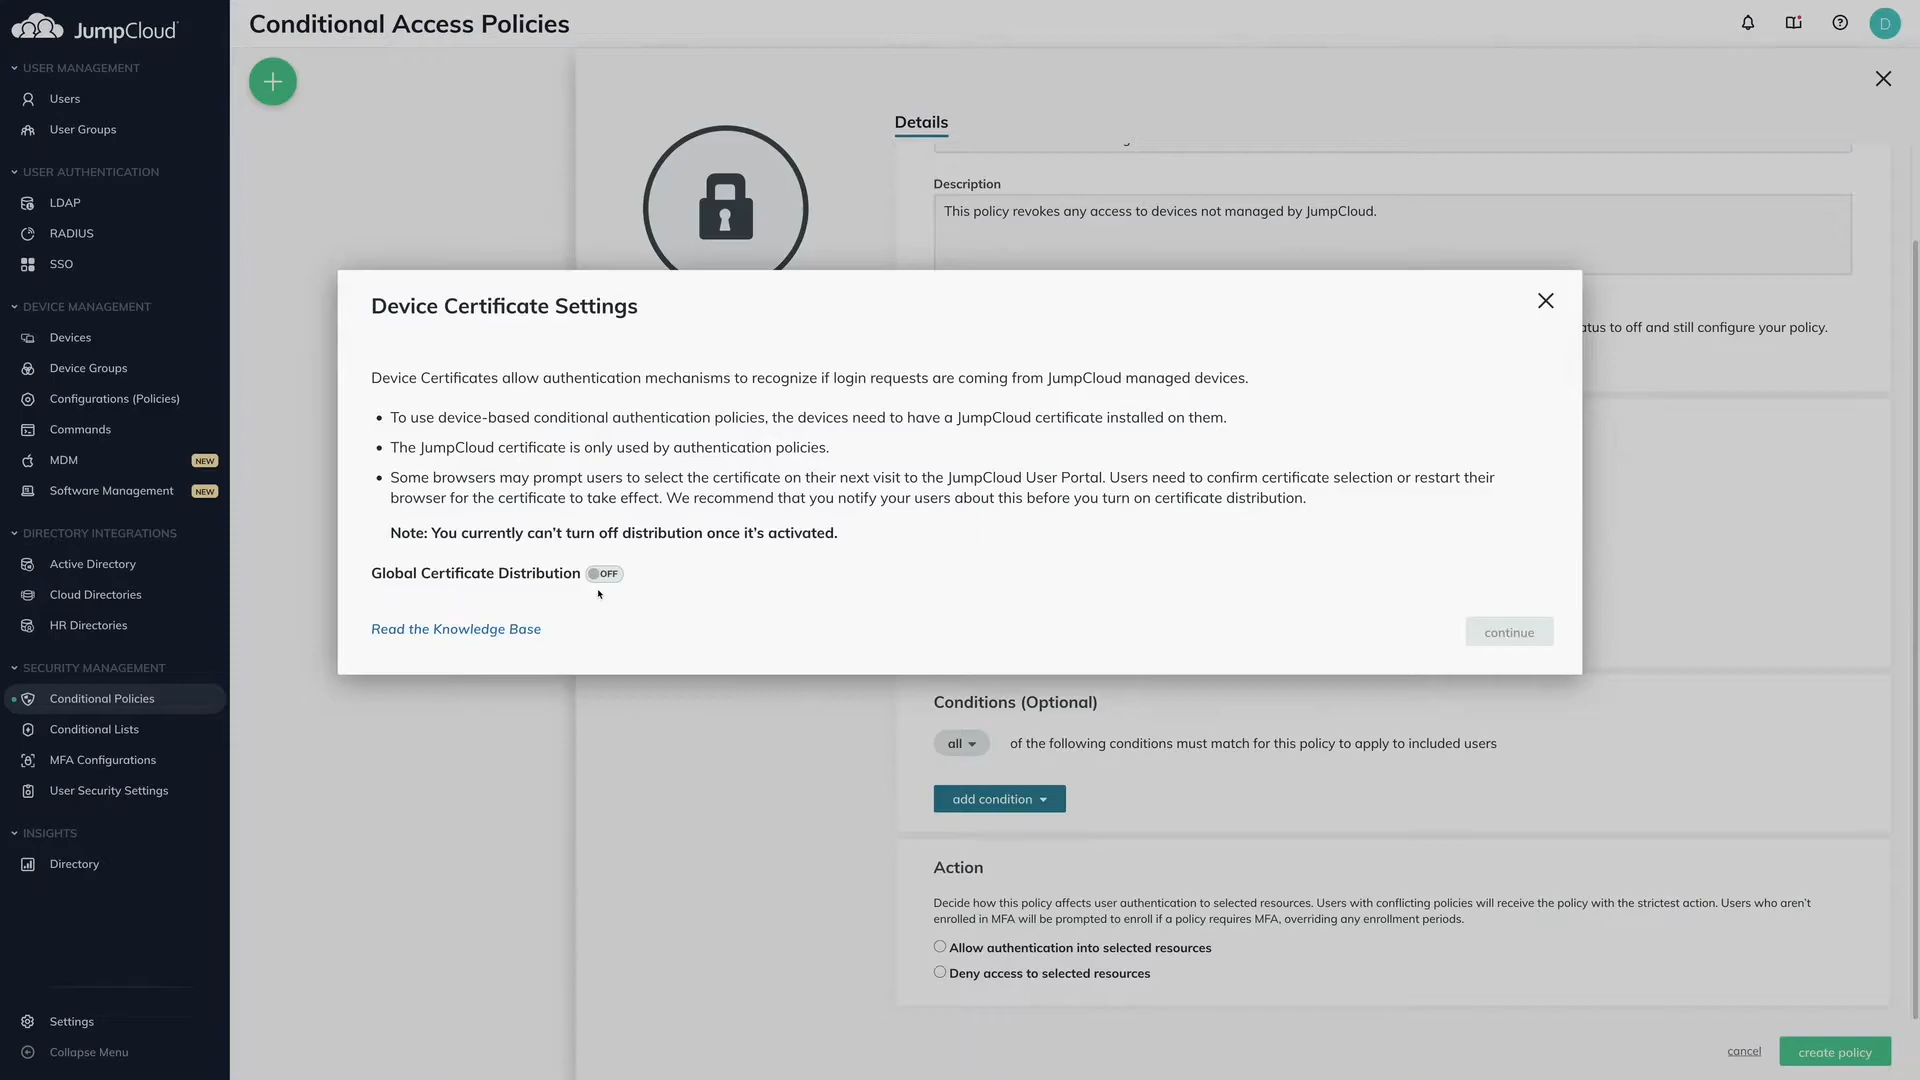 JumpCloud
Conditional Access Policies
D
USER MANAGEMENT
Users
User Groups
USER AUTHENTICATION
LDAP
RADIUS
SSO
DEVICE MANAGEMENT
Devices
Device Groups
Configurations (Policies)
Commands
MDM NEW
Software Management NEW
DIRECTORY INTEGRATIONS
Active Directory
Cloud Directories
HR Directories
SECURITY MANAGEMENT
Conditional Policies
Conditional Lists
MFA Configurations
User Security Settings
INSIGHTS
Directory
Settings
Collapse Menu
Details
Description
This policy revokes any access to devices not managed by JumpCloud.
to off and still configure your policy.
Device Certificate Settings
Device Certificates allow authentication mechanisms to recognize if login requests are coming from JumpCloud managed devices.
• To use device-based conditional authentication policies, the devices need to have a JumpCloud certificate installed on them.
• The JumpCloud certificate is only used by authentication policies.
• Some browsers may prompt users to select the certificate on their next visit to the JumpCloud User Portal. Users need to confirm certificate selection or restart their
browser for the certificate to take effect. We recommend that you notify your users about this before you turn on certificate distribution.
Note: You currently can't turn off distribution once it's activated.
Global Certificate Distribution OFF
Read the Knowledge Base
continue
Conditions (Optional)
all of the following conditions must match for this policy to apply to included users
add condition
Action
Decide how this policy affects user authentication to selected resources. Users with conflicting policies will receive the policy with the strictest action. Users who aren't
enrolled in MFA will be prompted to enroll if a policy requires MFA, overriding any enrollment periods.
Allow authentication into selected resources
Deny access to selected resources
cancel
create policy